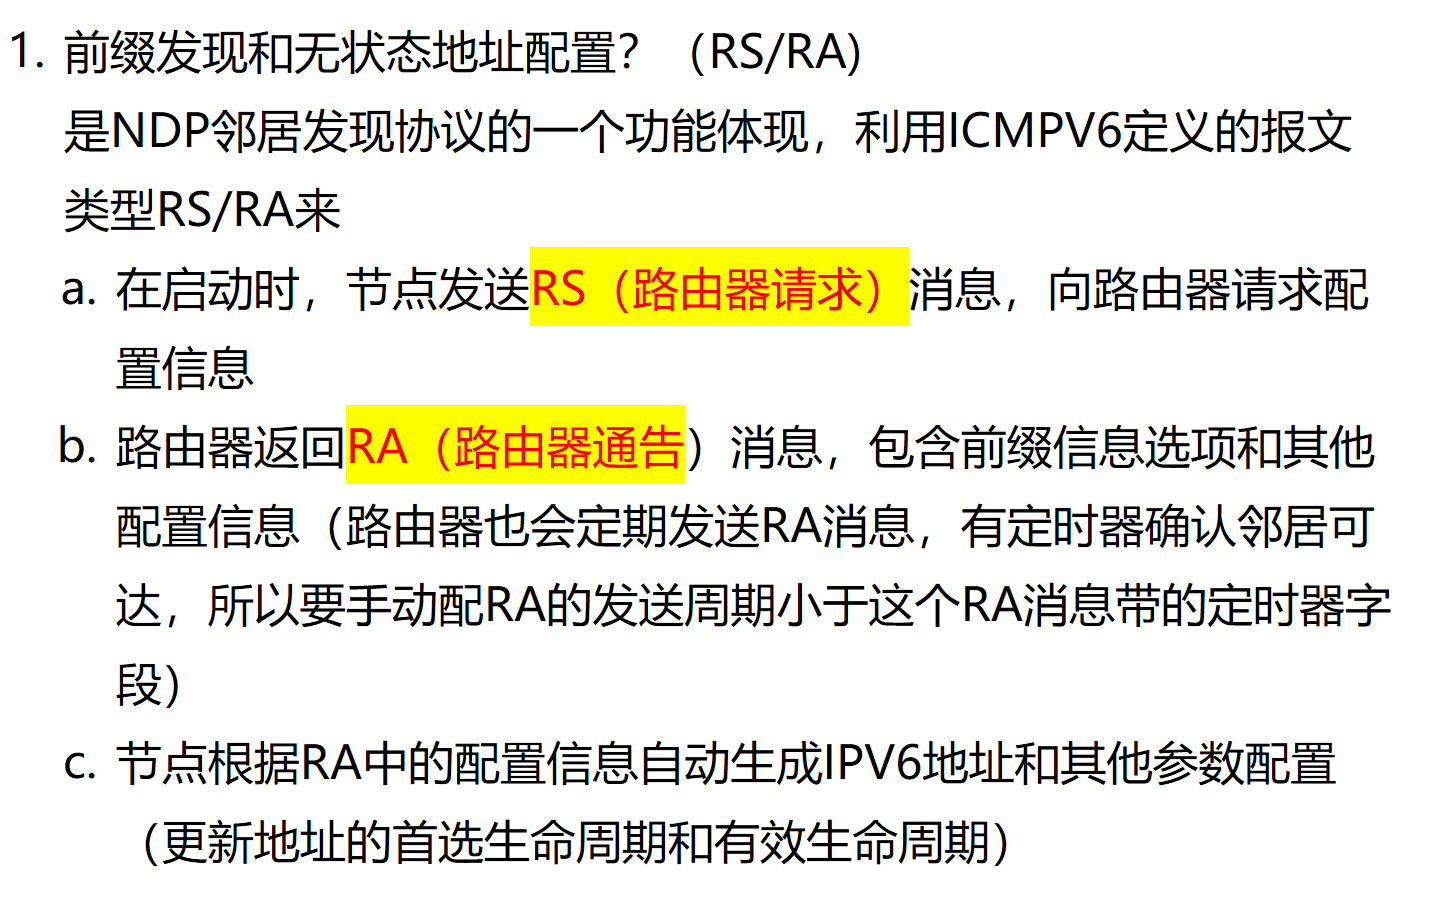 1. 前缀发现和无状态地址配置？（RS/RA)
是NDP邻居发现协议的一个功能体现，利用ICMPV6定义的报文
类型RS/RA来
a. 在启动时，节点发送RS（路由器请求）消息，向路由器请求配
置信息
b. 路由器返回RA（路由器通告）消息，包含前缀信息选项和其他
配置信息（路由器也会定期发送RA消息，有定时器确认邻居可
达，所以要手动配RA的发送周期小于这个RA消息带的定时器字
段）
c. 节点根据RA中的配置信息自动生成IPV6地址和其他参数配置
（更新地址的首选生命周期和有效生命周期）